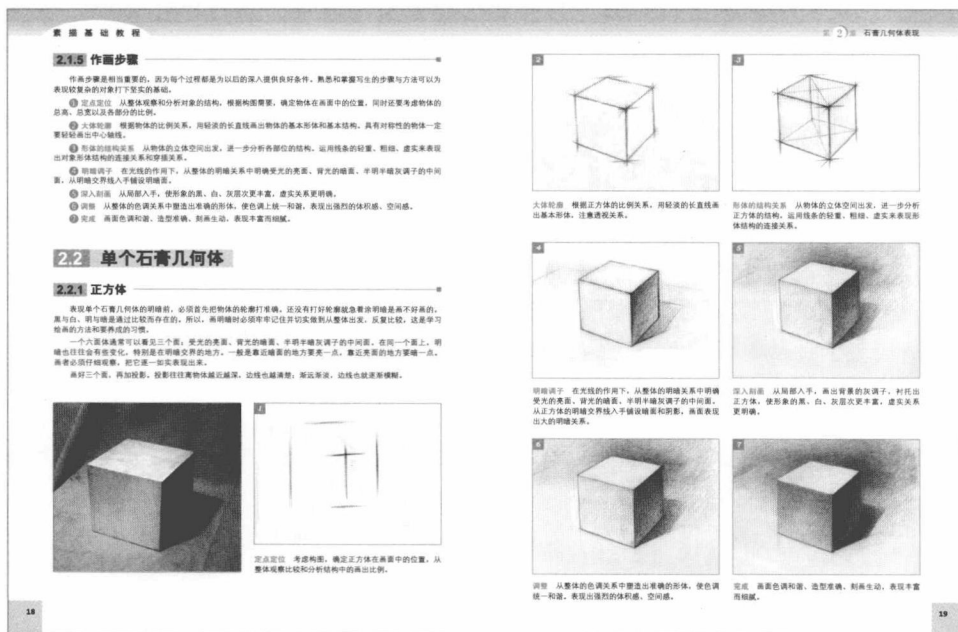 素描基础教程
2.1.5 作画步骤
作画步骤是相当重要的，因为每个过程都是为以后的深入提供良好条件。熟悉和掌握写生的步骤与方法可以为
表现较复杂的对象打下坚实的基础。
① 定点定位 从整体观察和分析对象的结构，根据构图需要，确定物体在画面中的位置，同时还要考虑物体的
总高、总宽以及各部分的比例。
② 大体轮廓 根据物体的比例关系，用轻淡的长直线画出物体的基本形体和基本结构。具有对称性的物体一定
要轻轻画出中心轴线。
③ 形体的结构关系 从物体的立体空间出发，进一步分析各部位的结构。运用线条的轻重、粗细、虚实来表现
出对象形体结构的连接关系和穿插关系。
④ 明暗调子 在光线的作用下，从整体的明暗关系中明确受光的亮面、背光的暗面、半明半暗灰调子的中间
面，从明暗交界线入手铺设明暗面。
⑤ 深入刻画 从局部入手，使形象的黑、白、灰层次更丰富，虚实关系更明确。
⑥ 调整 从整体的色调关系中塑造出准确的形体，使色调上统一和谐。表现出强烈的体积感、空间感。
⑦ 完成 画面色调和谐、造型准确、刻画生动、表现丰富而细腻。
2.2 单个石膏几何体
2.2.1 正方体
表现单个石膏几何体的明暗前，必须首先把物体的轮廓打准确，还没有打好轮廓就急着涂明暗是画不好画的。
黑与白、明与暗是通过比较而存在的。所以，画明暗时必须牢牢记住并切实做到从整体出发，反复比较，这是学习
绘画的方法和要养成的习惯。
一个六面体通常可以看见三个面：受光的亮面、背光的暗面、半明半暗灰调子的中间面。在同一个面上，明
暗也往往会有些变化，特别是在明暗交界的地方。一般是靠近暗面的地方要亮一点，靠近亮面的地方要暗一点。
画者必须仔细观察，把它逐一如实表现出来。
画好三个面，再加投影。投影往往离物体越近越深，边线也越清楚；渐远渐淡，边线也就逐渐模糊。
1
定点定位 考虑构图，确定正方体在画面中的位置，从
整体观察比较和分析结构中的画出比例。
18
第2章 石膏几何体表现
2
3
大体轮廓 根据正方体的比例关系，用轻淡的长直线画
出基本形体，注意透视关系。
形体的结构关系 从物体的立体空间出发，进一步分析
正方体的结构，运用线条的轻重、粗细、虚实来表现形
体结构的连接关系。
4
5
明暗调子 在光线的作用下，从整体的明暗关系中明确
受光的亮面、背光的暗面、半明半暗灰调子的中间面。
从正方体的明暗交界线入手铺设暗面和阴影，画面表现
出大的明暗关系。
深入刻画 从局部入手，画出背景的灰调子，衬托出
正方体，使形象的黑、白、灰层次更丰富，虚实关系
更明确。
6
7
调整 从整体的色调关系中塑造出准确的形体，使色调
统一和谐。表现出强烈的体积感、空间感。
完成 画面色调和谐、造型准确、刻画生动、表现丰富
而细腻。
19